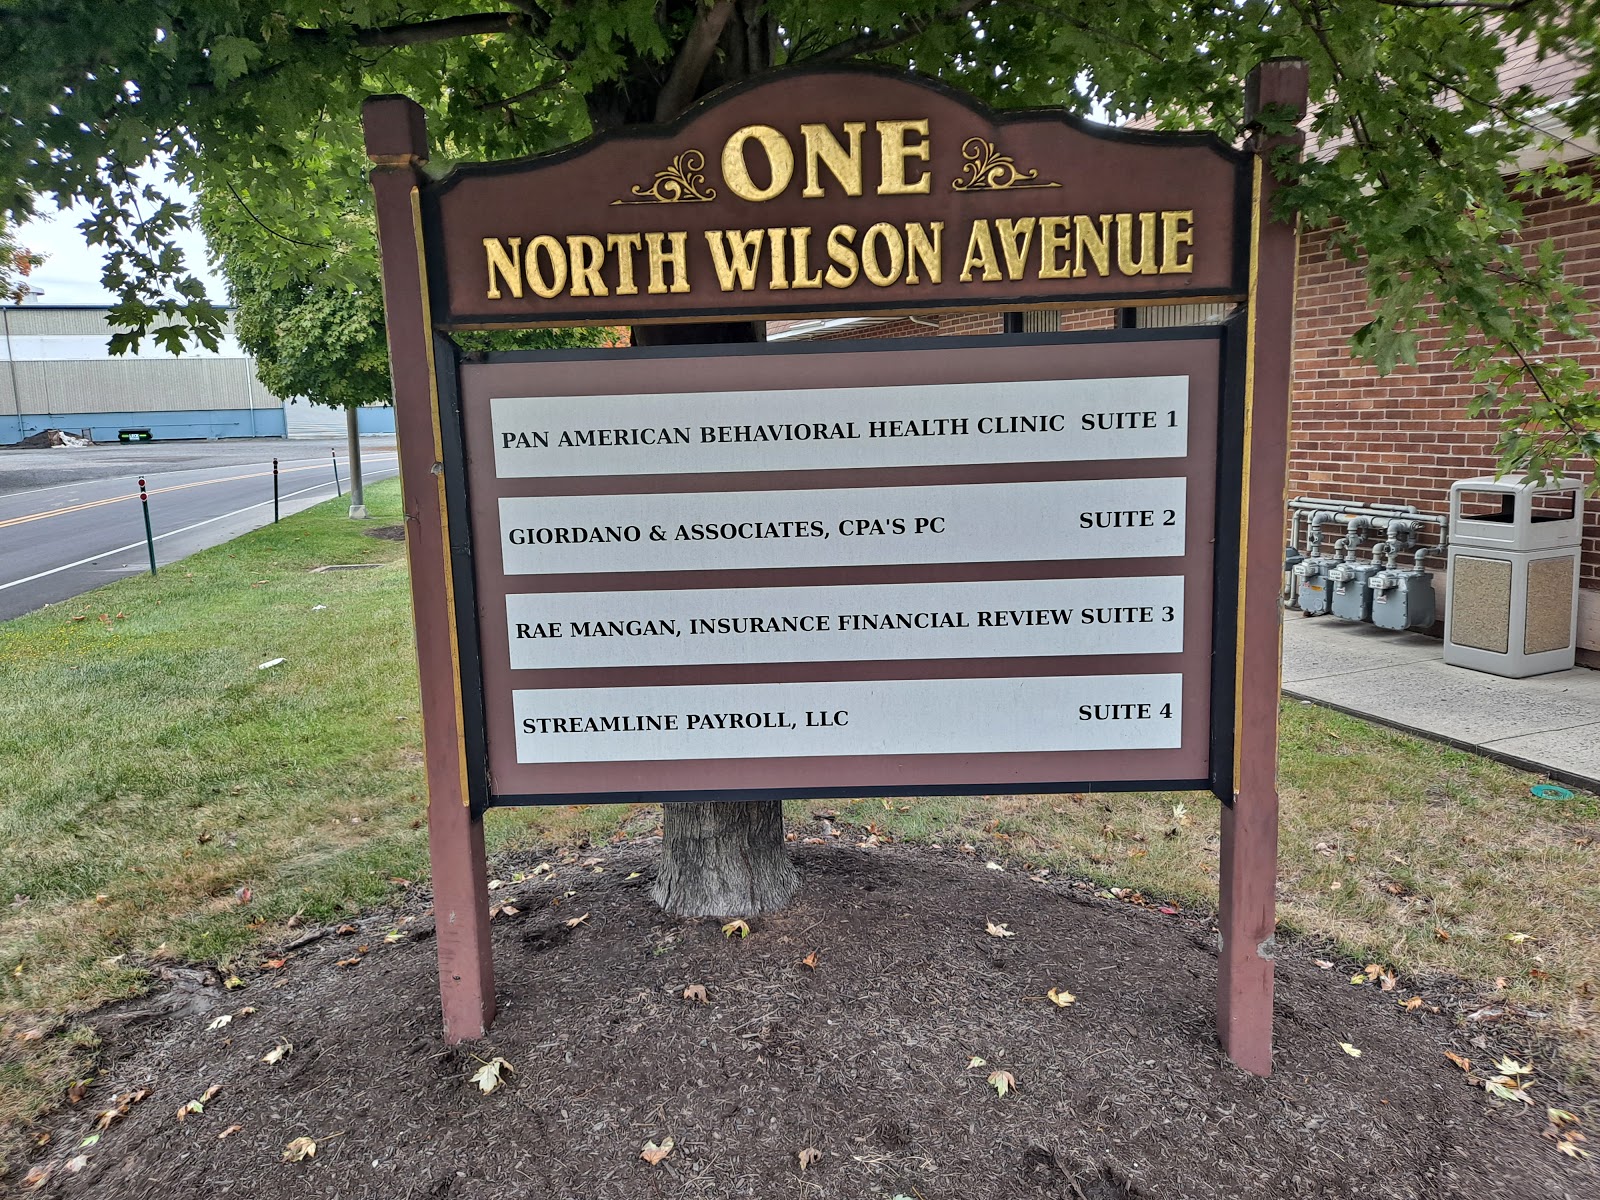 ONE
NORTH WILSON AVENUE
PAN AMERICAN BEHAVIORAL HEALTH CLINIC SUITE 1
GIORDANO & ASSOCIATES, CPA'S PC SUITE 2
RAE MANGAN, INSURANCE FINANCIAL REVIEW SUITE 3
STREAMLINE PAYROLL, LLC SUITE 4